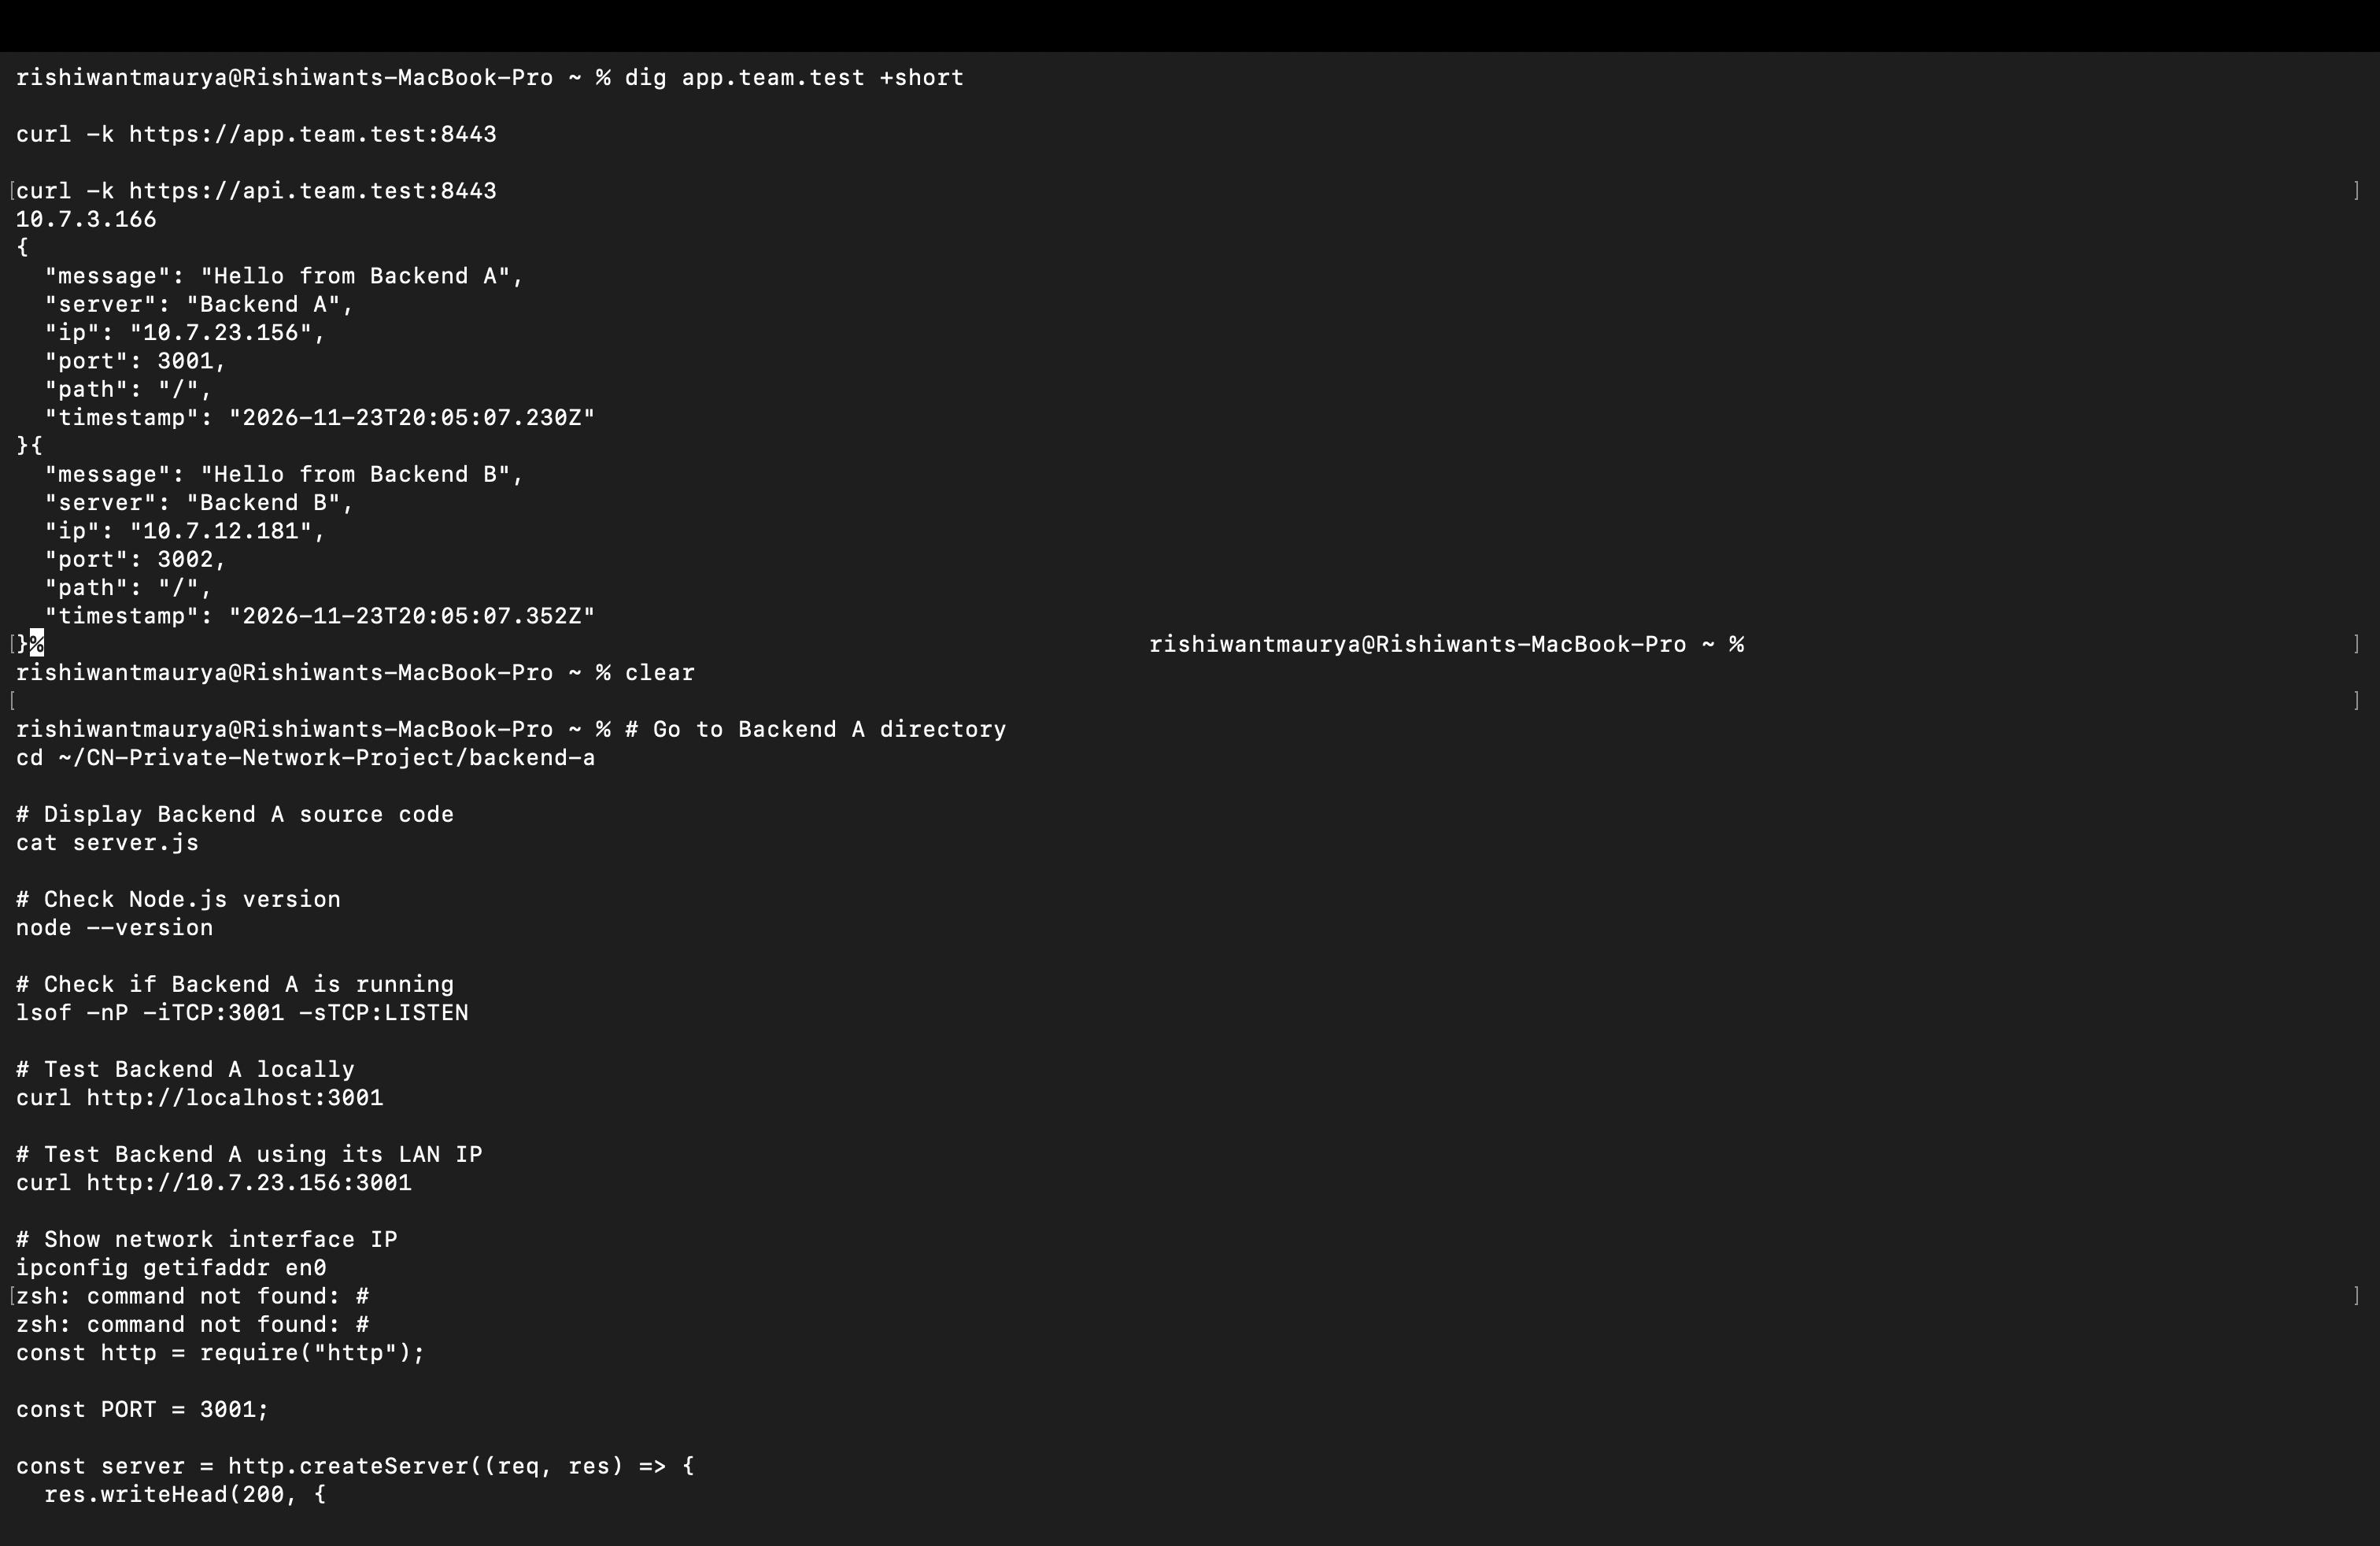 rishiwantmaurya@Rishiwants-MacBook-Pro ~ % dig app.team.test +short
curl -k https://app.team.test:8443
[curl -k https://api.team.test:8443 ]
10.7.3.166
{
"message": "Hello from Backend A",
"server": "Backend A",
"ip": "10.7.23.156",
"port": 3001,
"path": "/",
"timestamp": "2026-11-23T20:05:07.230Z"
}{
"message": "Hello from Backend B",
"server": "Backend B",
"ip": "10.7.12.181",
"port": 3002,
"path": "/",
"timestamp": "2026-11-23T20:05:07.352Z"
[}% rishiwantmaurya@Rishiwants-MacBook-Pro ~ % ]
rishiwantmaurya@Rishiwants-MacBook-Pro ~ % clear
[ ]
rishiwantmaurya@Rishiwants-MacBook-Pro ~ % # Go to Backend A directory
cd ~/CN-Private-Network-Project/backend-a
# Display Backend A source code
cat server.js
# Check Node.js version
node --version
# Check if Backend A is running
lsof -nP -iTCP:3001 -sTCP:LISTEN
# Test Backend A locally
curl http://localhost:3001
# Test Backend A using its LAN IP
curl http://10.7.23.156:3001
# Show network interface IP
ipconfig getifaddr en0
[zsh: command not found: # ]
zsh: command not found: #
const http = require("http");
const PORT = 3001;
const server = http.createServer((req, res) => {
res.writeHead(200, {